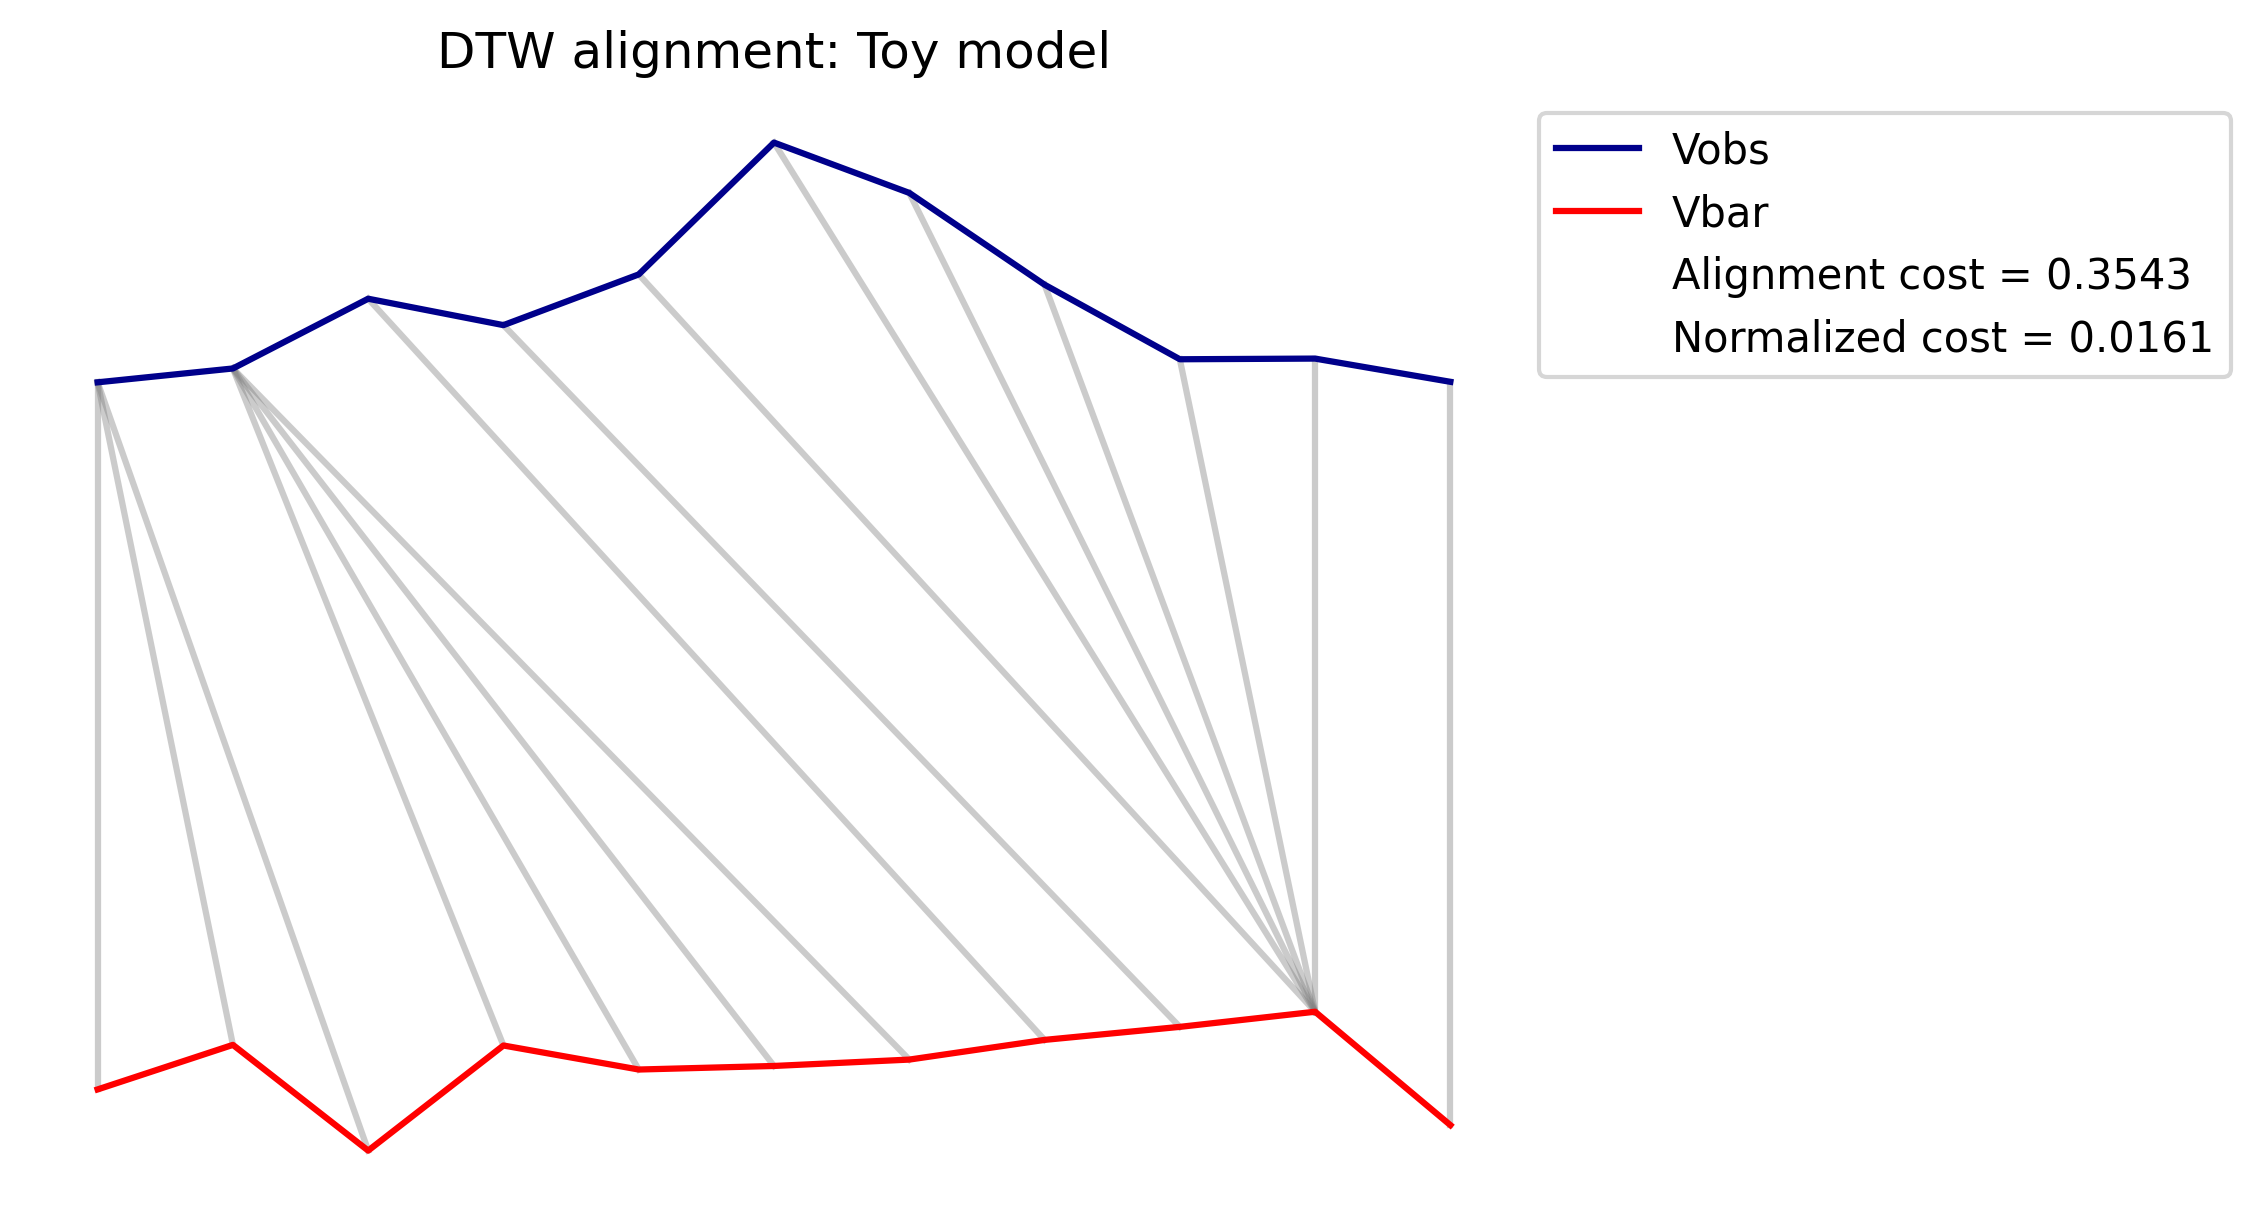 DTW alignment: Toy model
Vobs
Vbar
Alignment cost = 0.3543
Normalized cost = 0.0161